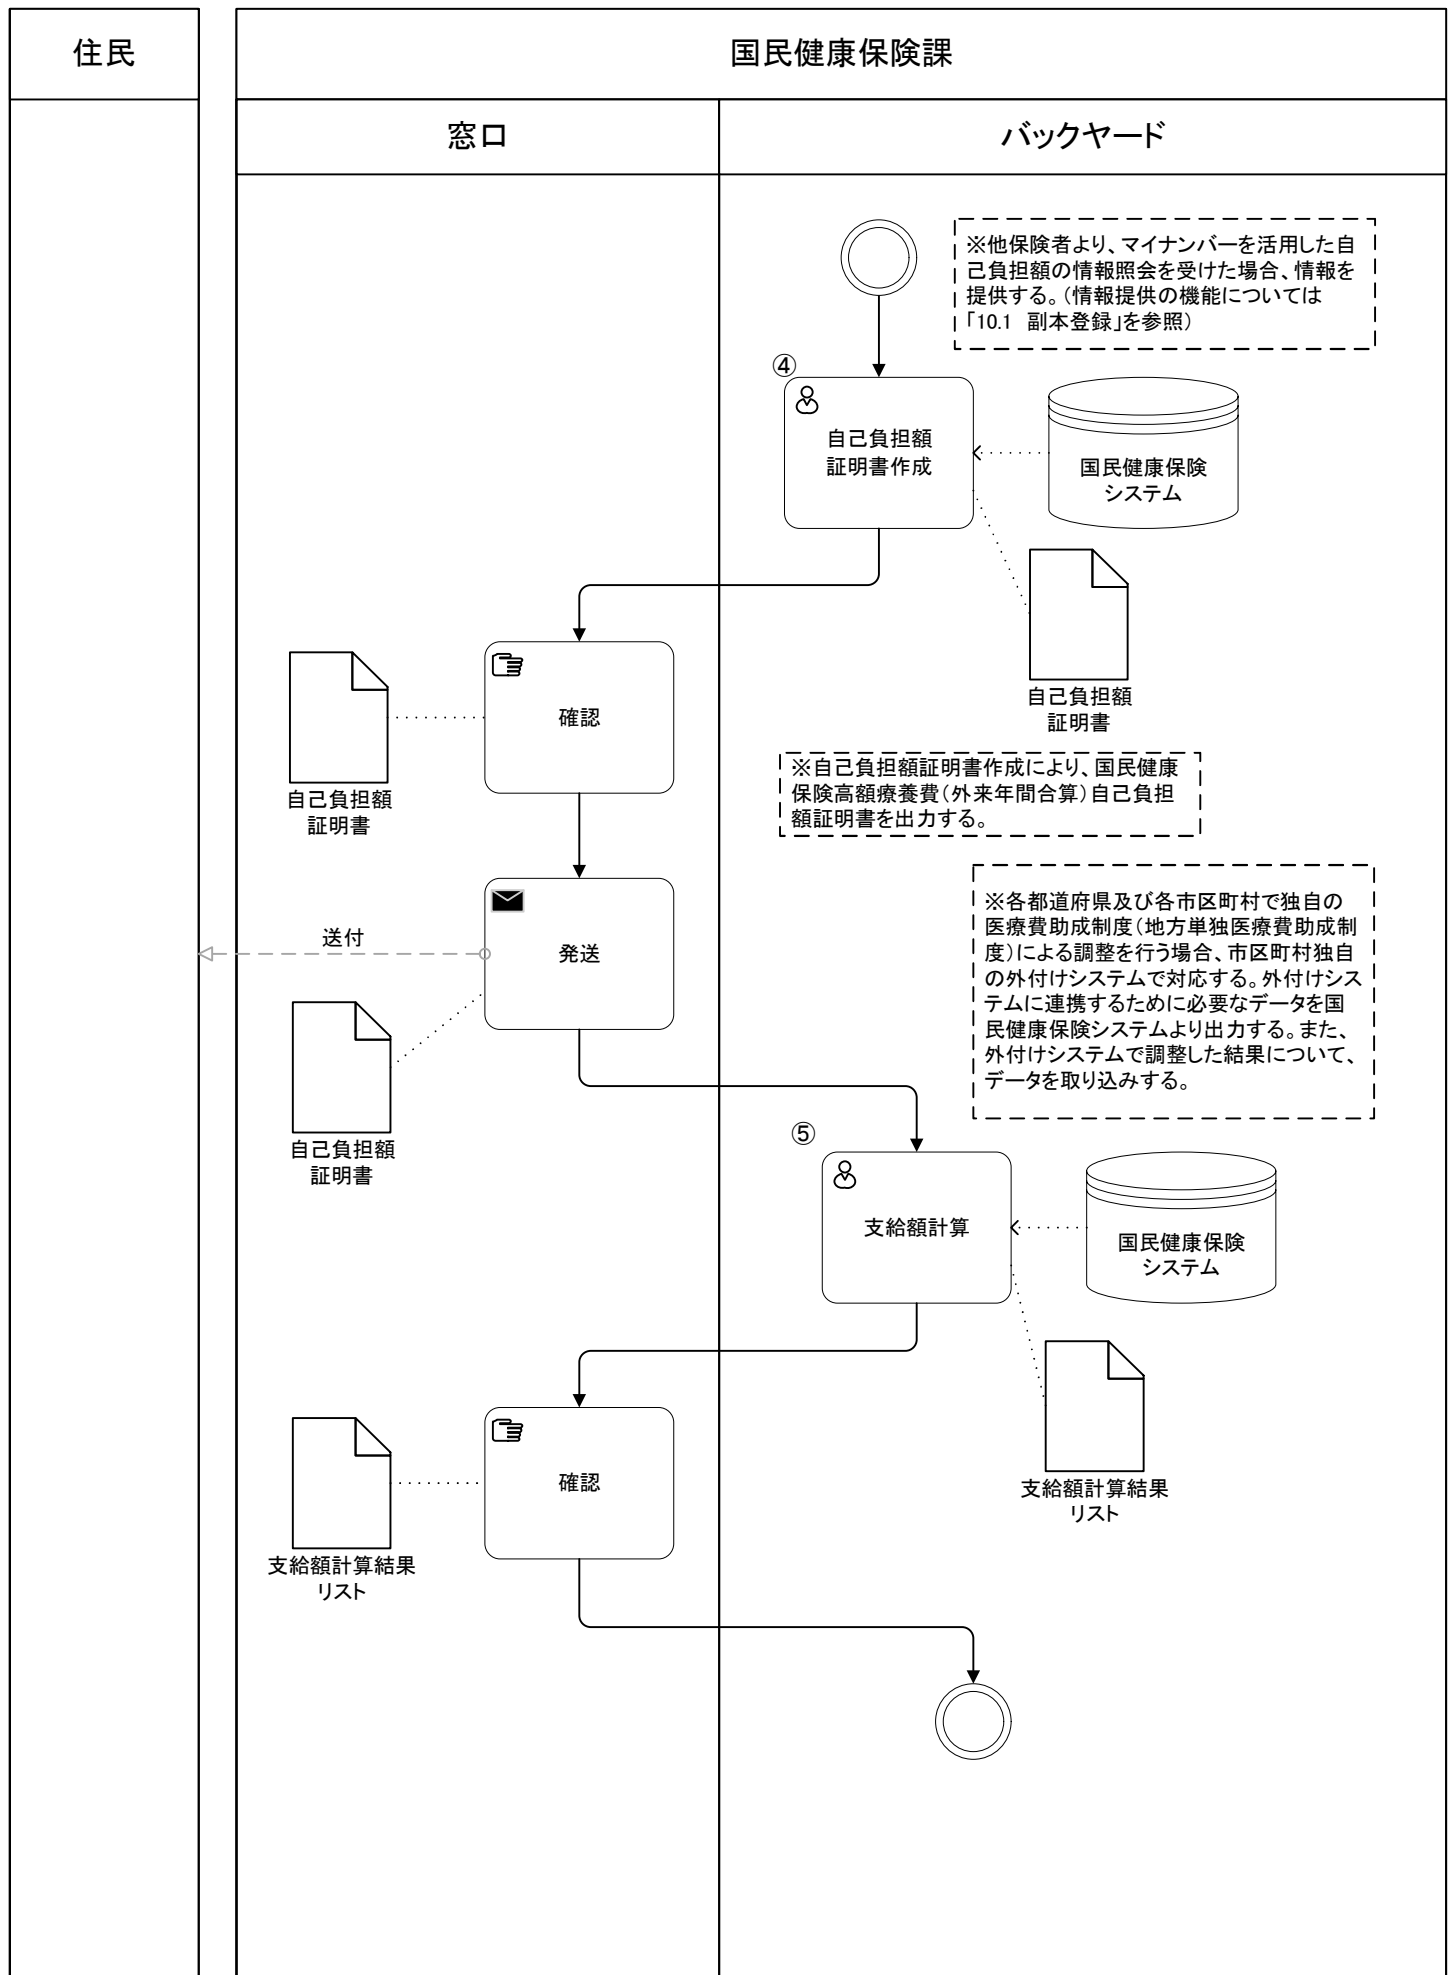 住民
国民健康保険課
窓口
バックヤード
※他保険者より、マイナンバーを活用した自
己負担額の情報照会を受けた場合、情報を
提供する。（情報提供の機能については
「10.1　副本登録」を参照）
④
自己負担額
証明書作成
国民健康保険
システム
自己負担額
証明書
確認
自己負担額
証明書
※自己負担額証明書作成により、国民健康
保険高額療養費（外来年間合算）自己負担
額証明書を出力する。
送付
発送
自己負担額
証明書
※各都道府県及び各市区町村で独自の
医療費助成制度（地方単独医療費助成制
度）による調整を行う場合、市区町村独自
の外付けシステムで対応する。外付けシス
テムに連携するために必要なデータを国
民健康保険システムより出力する。また、
外付けシステムで調整した結果について、
データを取り込みする。
⑤
支給額計算
国民健康保険
システム
支給額計算結果
リスト
確認
支給額計算結果
リスト